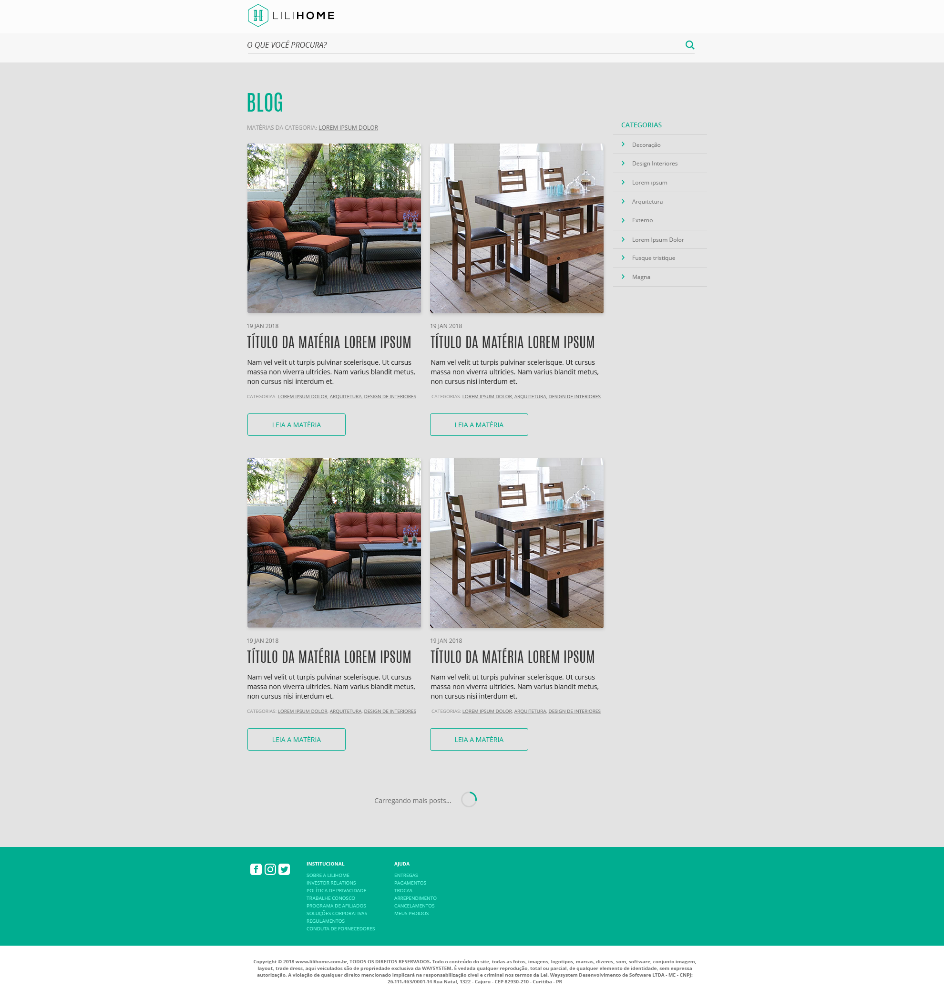 LILIHOME
O QUE VOCÊ PROCURA?
BLOG
MATÉRIAS DA CATEGORIA: LOREM IPSUM DOLOR
CATEGORIAS
Decoração
Design Interiores
Lorem ipsum
Arquitetura
Externo
Lorem Ipsum Dolor
Fusque tristique
Magna
19 JAN 2018
TÍTULO DA MATÉRIA LOREM IPSUM
Nam vel velit ut turpis pulvinar scelerisque. Ut cursus
massa non viverra ultricies. Nam varius blandit metus,
non cursus nisi interdum et.
CATEGORIAS: LOREM IPSUM DOLOR, ARQUITETURA, DESIGN DE INTERIORES
LEIA A MATÉRIA
19 JAN 2018
TÍTULO DA MATÉRIA LOREM IPSUM
Nam vel velit ut turpis pulvinar scelerisque. Ut cursus
massa non viverra ultricies. Nam varius blandit metus,
non cursus nisi interdum et.
CATEGORIAS: LOREM IPSUM DOLOR, ARQUITETURA, DESIGN DE INTERIORES
LEIA A MATÉRIA
19 JAN 2018
TÍTULO DA MATÉRIA LOREM IPSUM
Nam vel velit ut turpis pulvinar scelerisque. Ut cursus
massa non viverra ultricies. Nam varius blandit metus,
non cursus nisi interdum et.
CATEGORIAS: LOREM IPSUM DOLOR, ARQUITETURA, DESIGN DE INTERIORES
LEIA A MATÉRIA
19 JAN 2018
TÍTULO DA MATÉRIA LOREM IPSUM
Nam vel velit ut turpis pulvinar scelerisque. Ut cursus
massa non viverra ultricies. Nam varius blandit metus,
non cursus nisi interdum et.
CATEGORIAS: LOREM IPSUM DOLOR, ARQUITETURA, DESIGN DE INTERIORES
LEIA A MATÉRIA
Carregando mais posts...
INSTITUCIONAL
SOBRE A LILIHOME
INVESTOR RELATIONS
POLÍTICA DE PRIVACIDADE
TRABALHE CONOSCO
PROGRAMA DE AFILIADOS
SOLUÇÕES CORPORATIVAS
REGULAMENTOS
CONDUTA DE FORNECEDORES
AJUDA
ENTREGAS
PAGAMENTOS
TROCAS
ARREPENDIMENTO
CANCELAMENTOS
MEUS PEDIDOS
Copyright © 2018 www.lilihome.com.br, TODOS OS DIREITOS RESERVADOS. Todo o conteúdo do site, todas as fotos, imagens, logotipos, marcas, dizeres, som, software, conjunto imagem,
layout, trade dress, aqui veiculados são de propriedade exclusiva da WAYSYSTEM. É vedada qualquer reprodução, total ou parcial, de qualquer elemento de identidade, sem expressa
autorização. A violação de qualquer direito mencionado implicará na responsabilização cível e criminal nos termos da Lei. Waysystem Desenvolvimento de Software LTDA - ME - CNPJ:
26.111.463/0001-14 Rua Natal, 1322 - Cajuru - CEP 82930-210 - Curitiba - PR